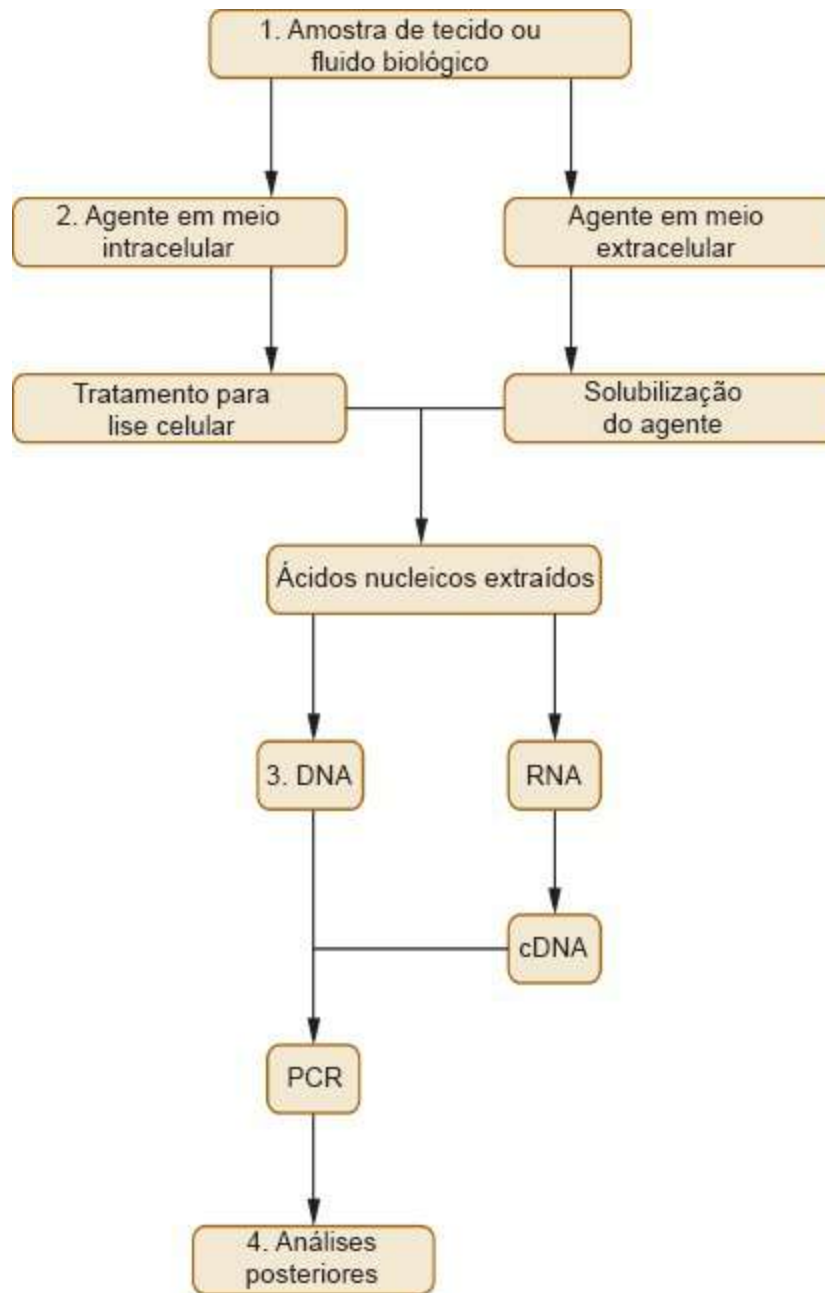 1. Amostra de tecido ou
fluido biológico
2. Agente em meio
intracelular
Agente em meio
extracelular
Tratamento para
lise celular
Solubilização
do agente
Ácidos nucleicos extraídos
3. DNA
RNA
cDNA
PCR
4. Análises
posteriores